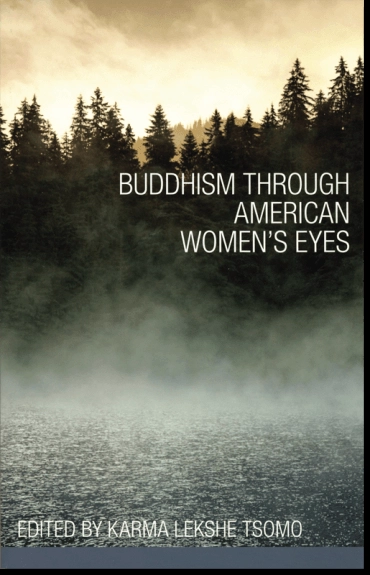 BUDDHISM THROUGH
AMERICAN
WOMEN'S EYES
EDITED BY KARMA LEKSHE TSOMO